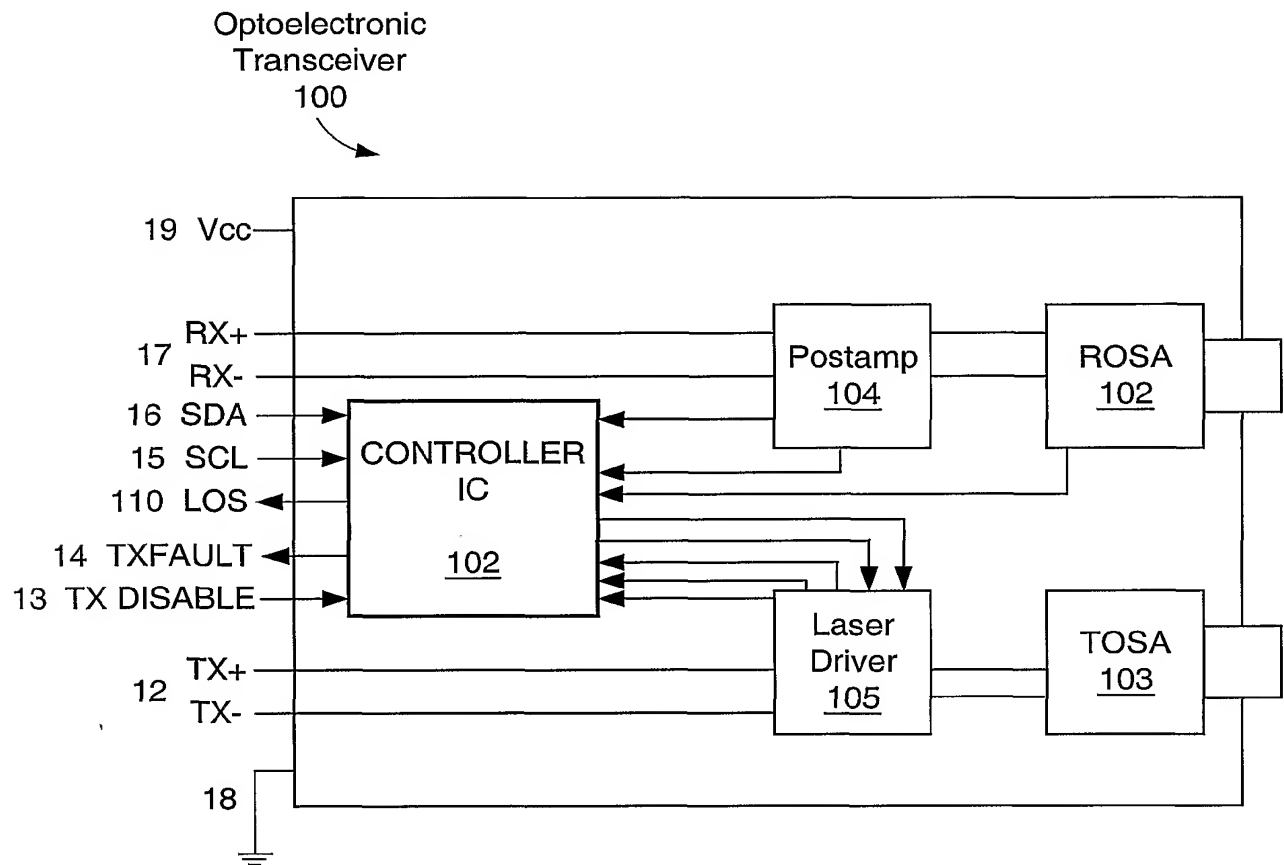 Optoelectronic
Transceiver
100
19 Vcc
RX+
17
RX-
16 SDA
15 SCL
110 LOS
14 TXFAULT
13 TX DISABLE
TX+
12
TX-
18
CONTROLLER
IC
102
Postamp
104
ROSA
102
Laser
Driver
105
TOSA
103